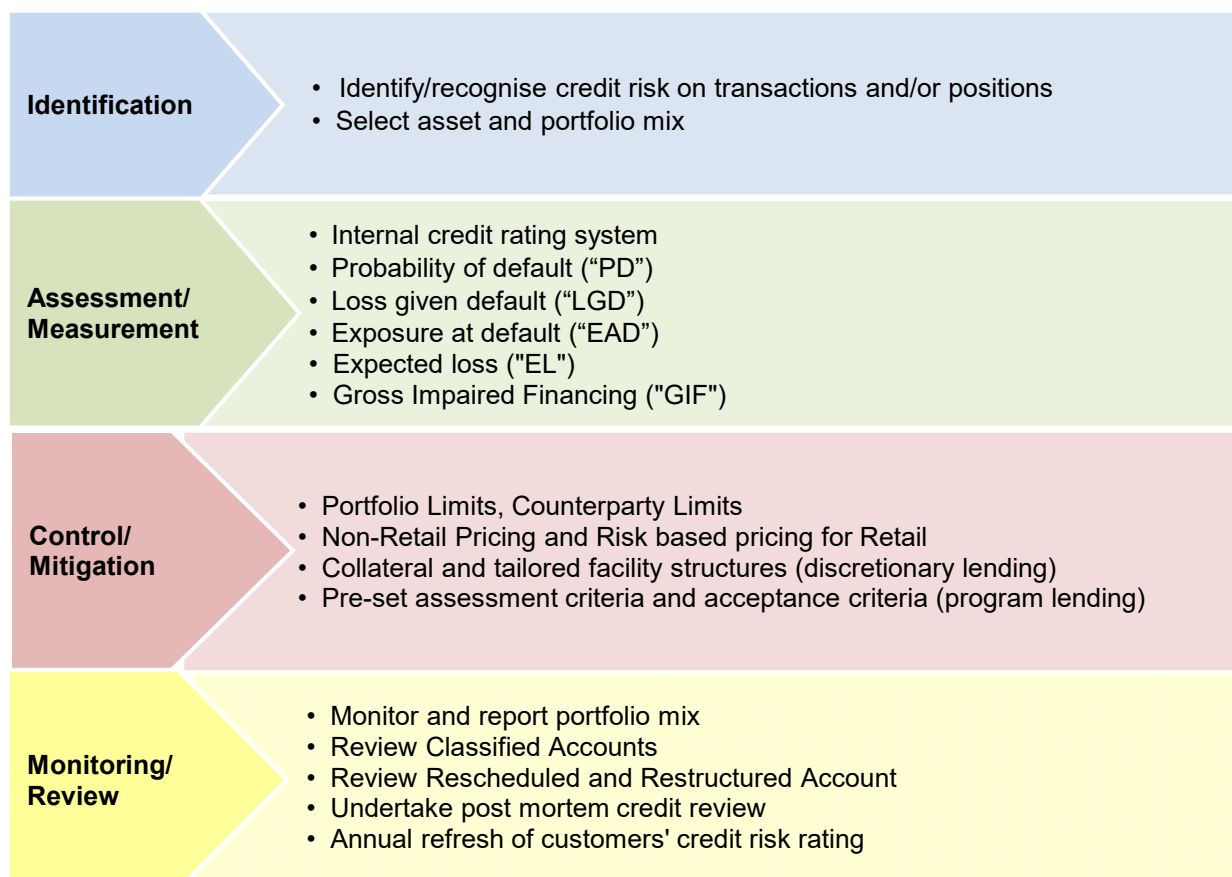 Identification
• Identify/recognise credit risk on transactions and/or positions
• Select asset and portfolio mix
Assessment/
Measurement
• Internal credit rating system
• Probability of default (“PD”)
• Loss given default (“LGD”)
• Exposure at default (“EAD”)
• Expected loss ("EL")
• Gross Impaired Financing ("GIF")
Control/
Mitigation
• Portfolio Limits, Counterparty Limits
• Non-Retail Pricing and Risk based pricing for Retail
• Collateral and tailored facility structures (discretionary lending)
• Pre-set assessment criteria and acceptance criteria (program lending)
Monitoring/
Review
• Monitor and report portfolio mix
• Review Classified Accounts
• Review Rescheduled and Restructured Account
• Undertake post mortem credit review
• Annual refresh of customers' credit risk rating